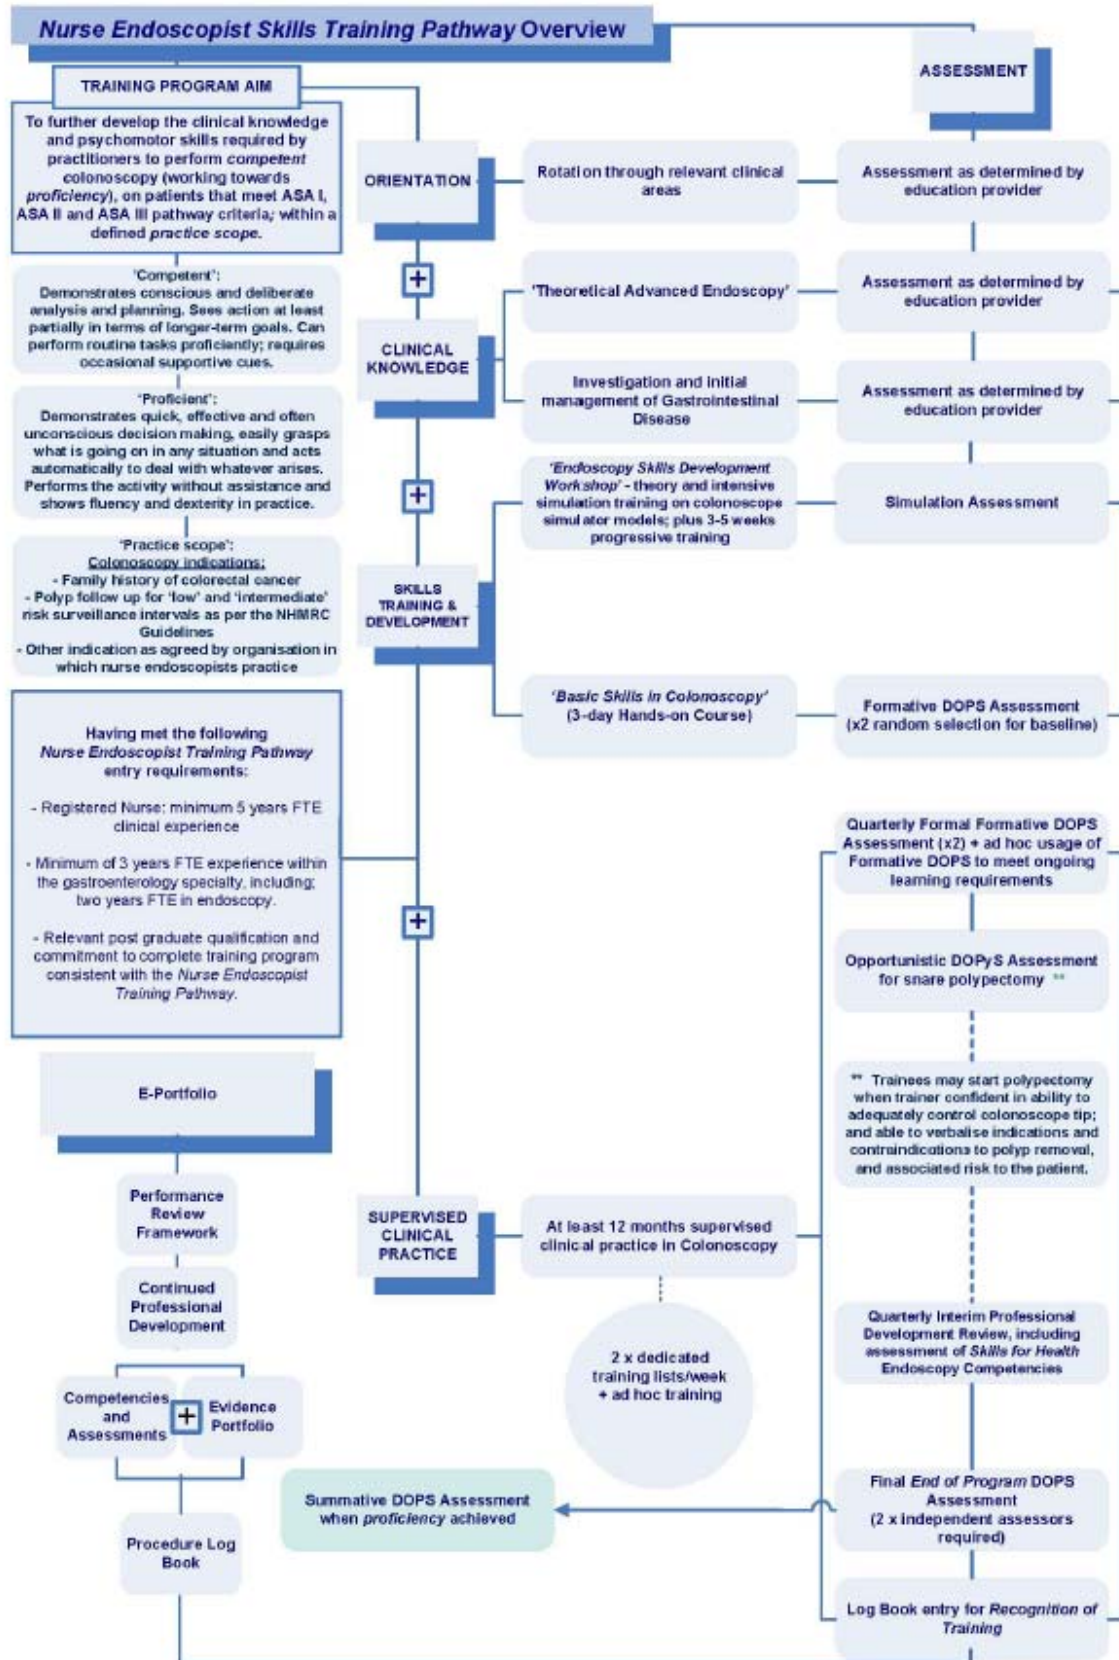 Nurse Endoscopist Skills Training Pathway Overview
TRAINING PROGRAM AIM
To further develop the clinical knowledge
and psychomotor skills required by
practitioners to perform competent
colonoscopy (working towards
proficiency), on patients that meet ASA I,
ASA II and ASA III pathway criteria; within a
defined practice scope.
'Competent':
Demonstrates conscious and deliberate
analysis and planning. Sees action at least
partially in terms of longer-term goals. Can
perform routine tasks proficiently; requires
occasional supportive cues.
'Proficient':
Demonstrates quick, effective and often
unconscious decision making, easily grasps
what is going on in any situation and acts
automatically to deal with whatever arises.
Performs the activity without assistance and
shows fluency and dexterity in practice.
'Practice scope':
Colonoscopy indications:
- Family history of colorectal cancer
- Polyp follow up for 'low' and 'intermediate'
risk surveillance intervals as per the NHMRC
Guidelines
- Other indication as agreed by organisation in
which nurse endoscopists practice
Having met the following
Nurse Endoscopist Training Pathway
entry requirements:
- Registered Nurse: minimum 5 years FTE
clinical experience
- Minimum of 3 years FTE experience within
the gastroenterology specialty, including;
two years FTE in endoscopy.
- Relevant post graduate qualification and
commitment to complete training program
consistent with the Nurse Endoscopist
Training Pathway.
E-Portfolio
Performance
Review
Framework
Continued
Professional
Development
Competencies
and
Assessments
+
Evidence
Portfolio
Procedure Log
Book
ORIENTATION
+
CLINICAL
KNOWLEDGE
+
SKILLS
TRAINING &
DEVELOPMENT
+
SUPERVISED
CLINICAL
PRACTICE
Rotation through relevant clinical
areas
'Theoretical Advanced Endoscopy'
Investigation and initial
management of Gastrointestinal
Disease
'Endoscopy Skills Development
Workshop' - theory and intensive
simulation training on colonoscope
simulator models; plus 3-5 weeks
progressive training
'Basic Skills in Colonoscopy'
(3-day Hands-on Course)
At least 12 months supervised
clinical practice in Colonoscopy
2 x dedicated
training lists/week
+ ad hoc training
Summative DOPS Assessment
when proficiency achieved
ASSESSMENT
Assessment as determined by
education provider
Assessment as determined by
education provider
Assessment as determined by
education provider
Simulation Assessment
Formative DOPS Assessment
(x2 random selection for baseline)
Quarterly Formal Formative DOPS
Assessment (x2) + ad hoc usage of
Formative DOPS to meet ongoing
learning requirements
Opportunistic DOPyS Assessment
for snare polypectomy **
** Trainees may start polypectomy
when trainer confident in ability to
adequately control colonoscope tip;
and able to verbalise indications and
contraindications to polyp removal,
and associated risk to the patient.
Quarterly Interim Professional
Development Review, including
assessment of Skills for Health
Endoscopy Competencies
Final End of Program DOPS
Assessment
(2 x independent assessors
required)
Log Book entry for Recognition of
Training